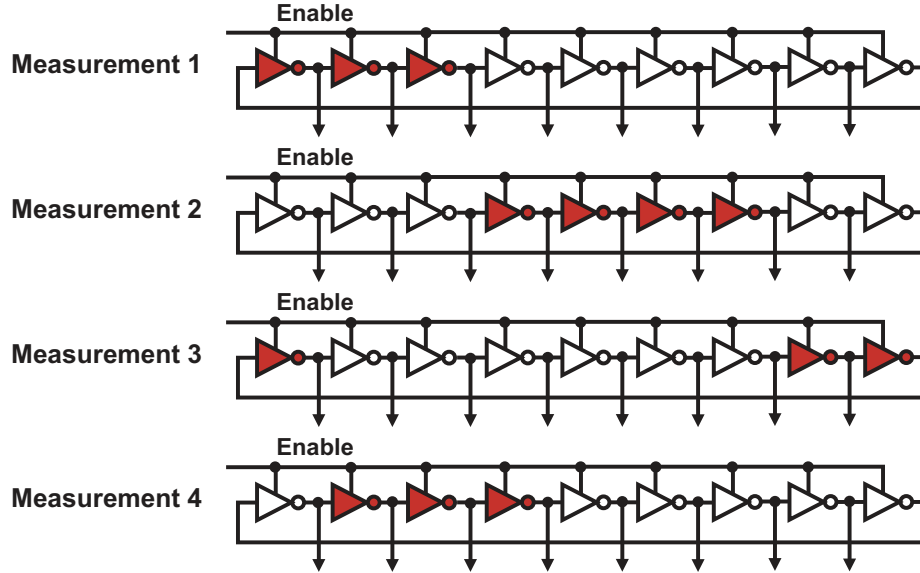 Enable
Measurement 1
Enable
Measurement 2
Enable
Measurement 3
Enable
Measurement 4